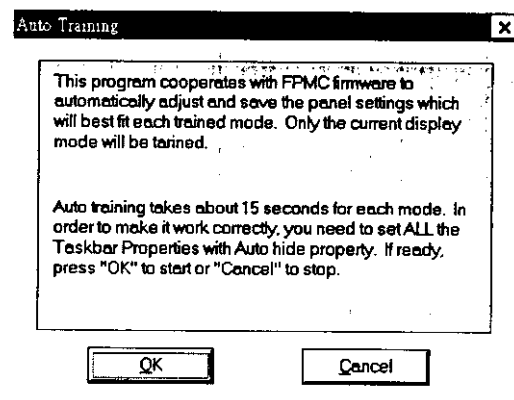 Auto Training
This program cooperates with FPMC firmware to
automatically adjust and save the panel settings which
will best fit each trained mode. Only the current display
mode will be tarined.
Auto training takes about 15 seconds for each mode. In
order to make it work correctly, you need to set ALL the
Taskbar Properties with Auto hide property. If ready,
press "OK" to start or "Cancel" to stop.
OK
Cancel